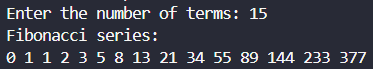 Enter the number of terms: 15
Fibonacci series:
0 1 1 2 3 5 8 13 21 34 55 89 144 233 377